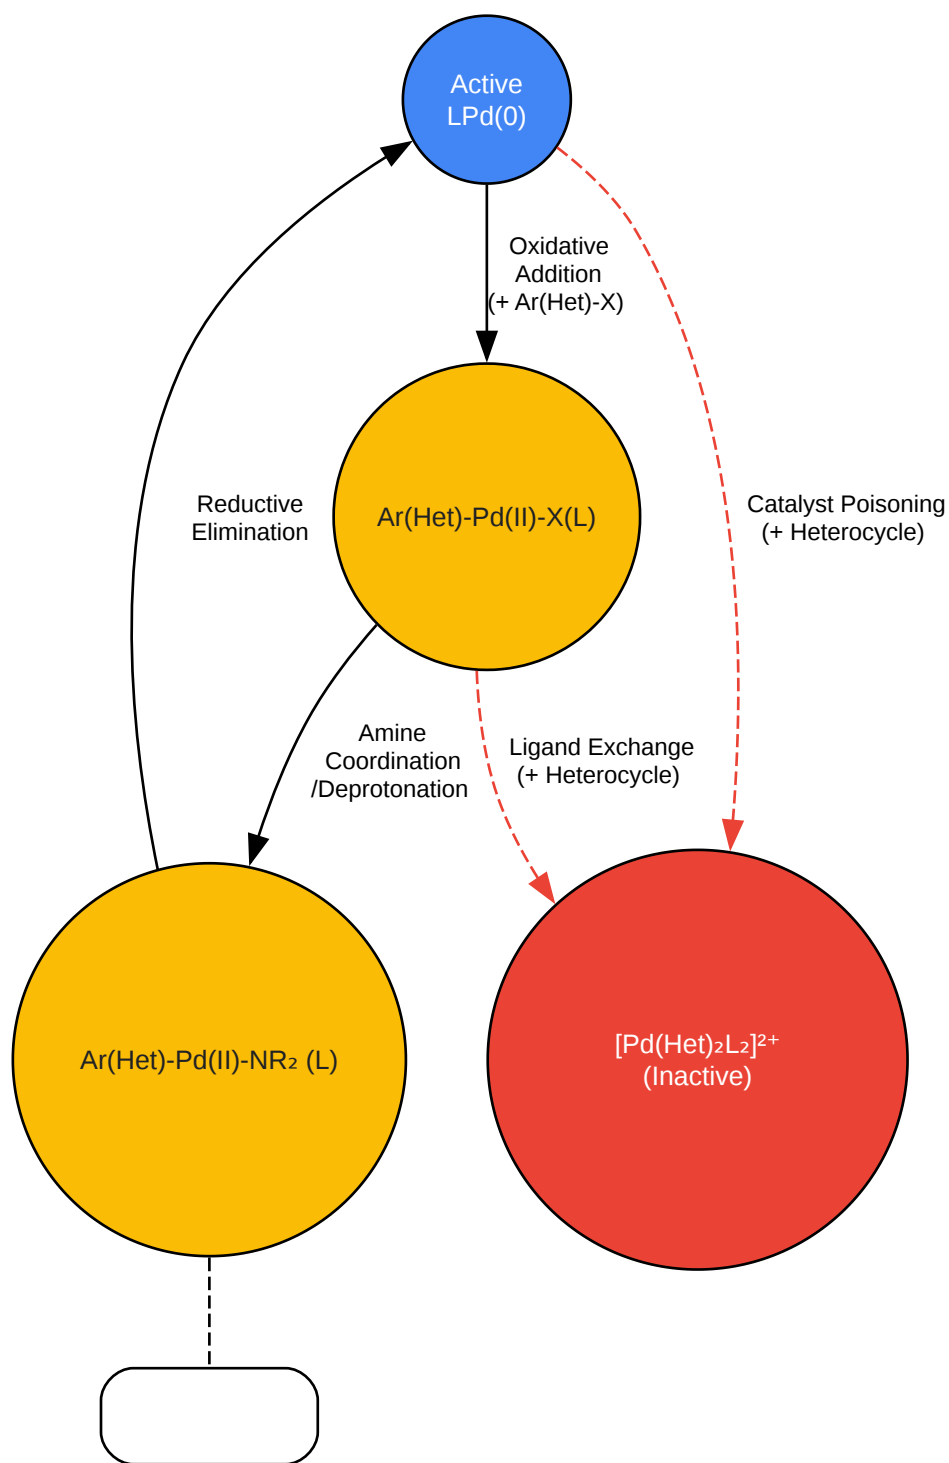 Active
LPd(0)
Oxidative
Addition
(+ Ar(Het)-X)
Ar(Het)-Pd(II)-X(L)
Reductive
Elimination
Catalyst Poisoning
(+ Heterocycle)
Amine
Coordination
/Deprotonation
Ligand Exchange
(+ Heterocycle)
Ar(Het)-Pd(II)-NR₂ (L)
[Pd(Het)₂L₂]²⁺
(Inactive)